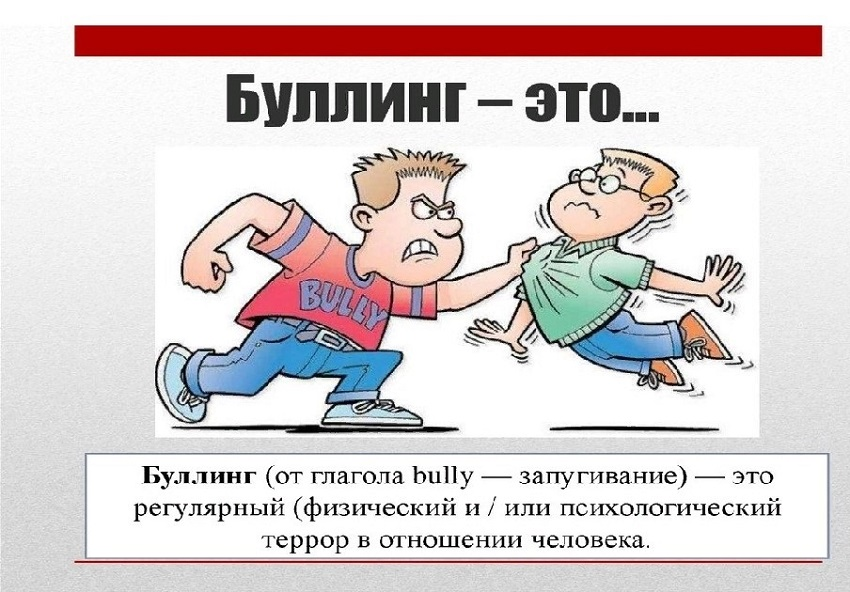 Буллинг – это...
BULLY
Буллинг (от глагола bully — запугивание) — это
регулярный (физический и / или психологический
террор в отношении человека.